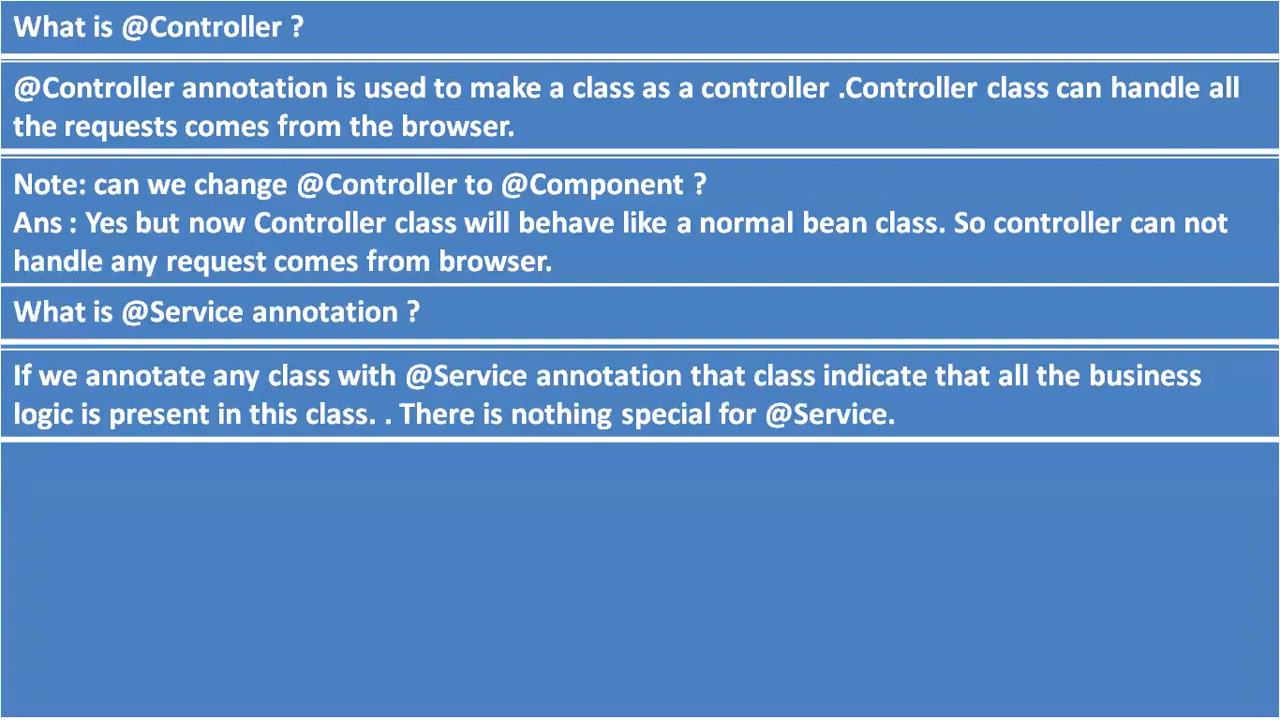 What is @Controller ?
@Controller annotation is used to make a class as a controller .Controller class can handle all
the requests comes from the browser.
Note: can we change @Controller to @Component ?
Ans : Yes but now Controller class will behave like a normal bean class. So controller can not
handle any request comes from browser.
What is @Service annotation ?
If we annotate any class with @Service annotation that class indicate that all the business
logic is present in this class. . There is nothing special for @Service.